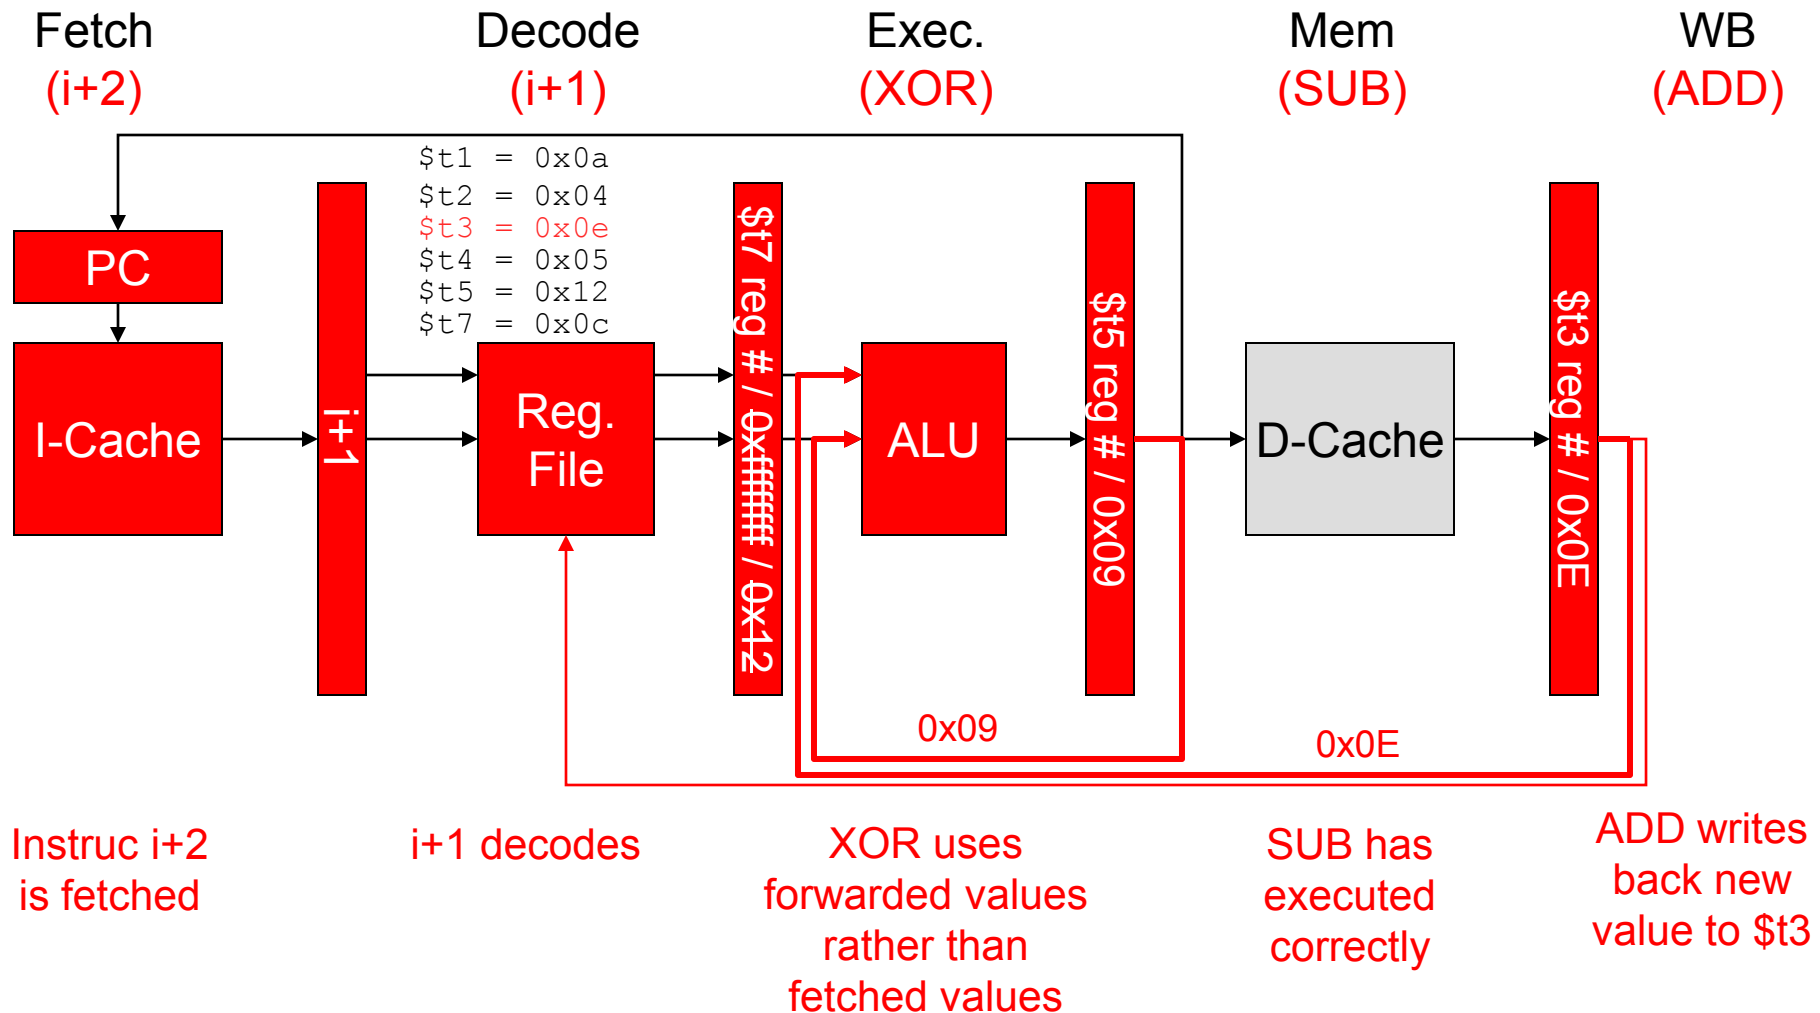 Fetch
(i+2)
Decode
(i+1)
Exec.
(XOR)
Mem
(SUB)
WB
(ADD)
$t1 = 0x0a
$t2 = 0x04
$t3 = 0x0e
$t4 = 0x05
$t5 = 0x12
$t7 = 0x0c
PC
I-Cache
i+1
Reg.
File
$t7 reg # / 0xffffffff / 0x12
ALU
$t5 reg # / 0x09
D-Cache
$t3 reg # / 0x0E
0x09
0x0E
Instruc i+2
is fetched
i+1 decodes
XOR uses
forwarded values
rather than
fetched values
SUB has
executed
correctly
ADD writes
back new
value to $t3